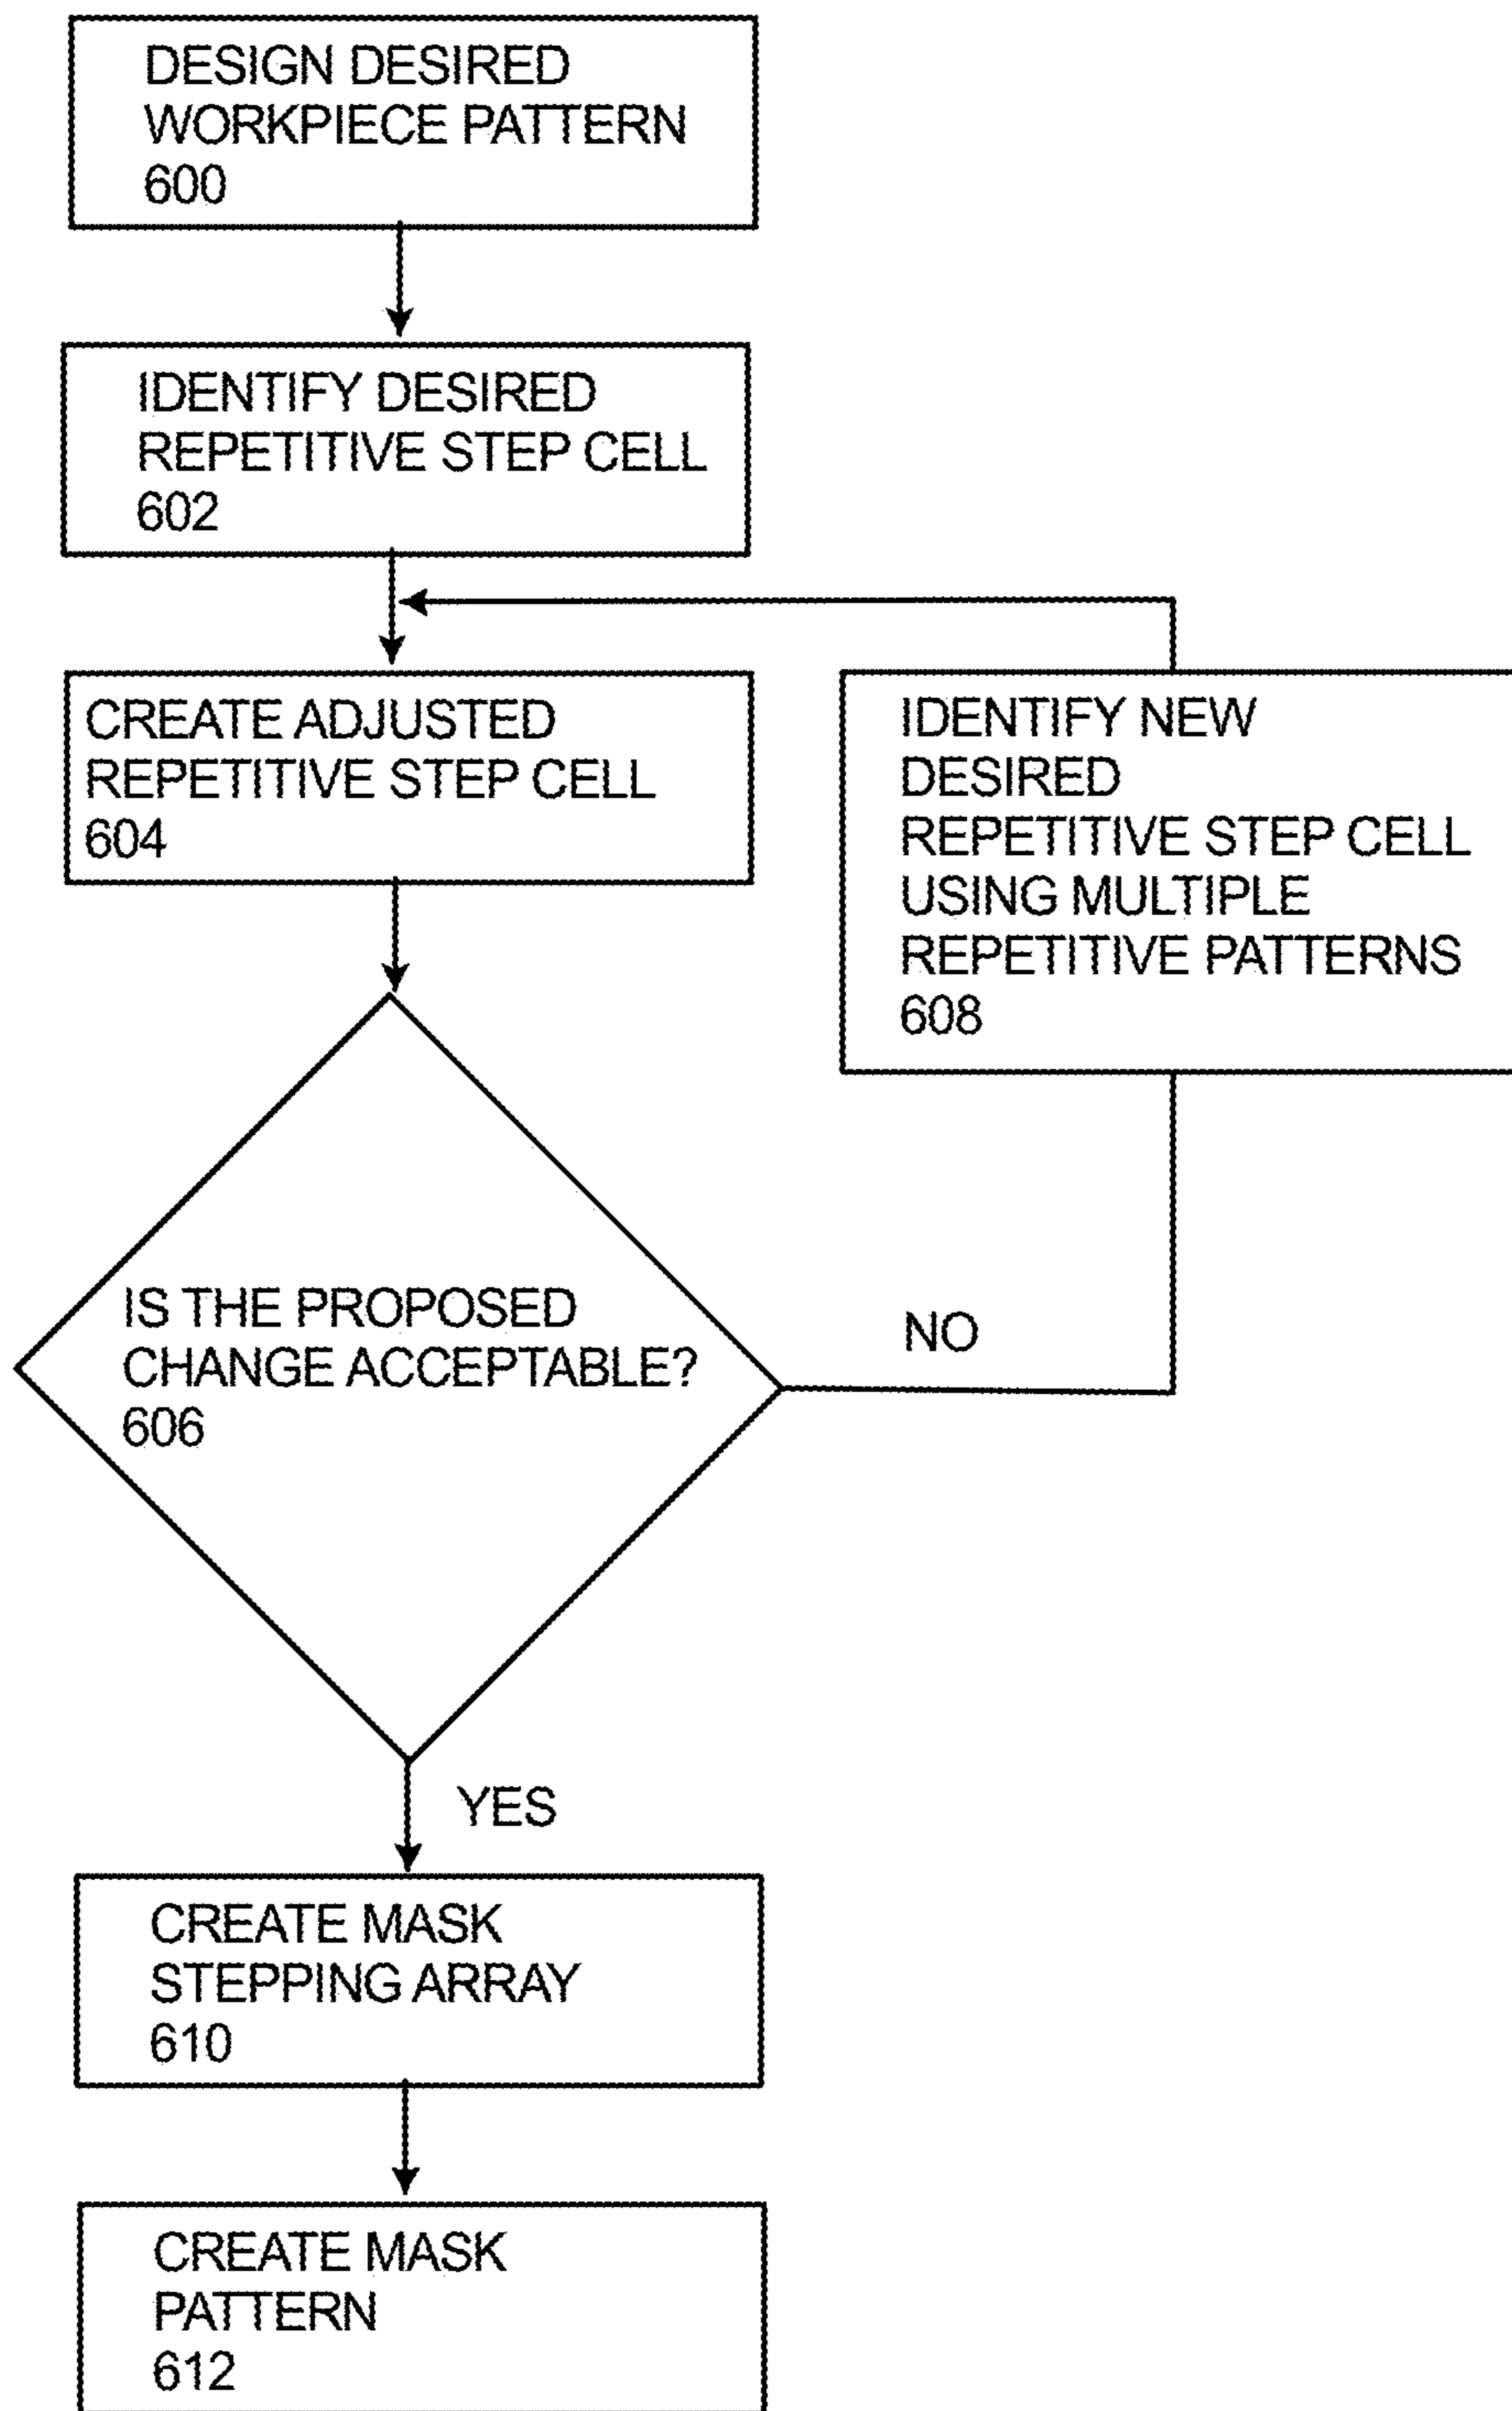 DESIGN DESIRED
WORKPIECE PATTERN
600
IDENTIFY DESIRED
REPETITIVE STEP CELL
602
CREATE ADJUSTED
REPETITIVE STEP CELL
604
IDENTIFY NEW
DESIRED
REPETITIVE STEP CELL
USING MULTIPLE
REPETITIVE PATTERNS
608
IS THE PROPOSED
CHANGE ACCEPTABLE?
606
NO
YES
CREATE MASK
STEPPING ARRAY
610
CREATE MASK
PATTERN
612